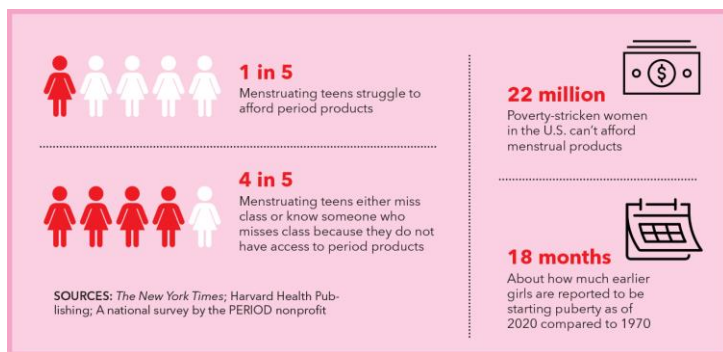 1 in 5
Menstruating teens struggle to
afford period products
4 in 5
Menstruating teens either miss
class or know someone who
misses class because they do not
have access to period products
SOURCES: The New York Times; Harvard Health Pub-
lishing; A national survey by the PERIOD nonprofit
$
22 million
Poverty-stricken women
in the U.S. can't afford
menstrual products
18 months
About how much earlier
girls are reported to be
starting puberty as of
2020 compared to 1970